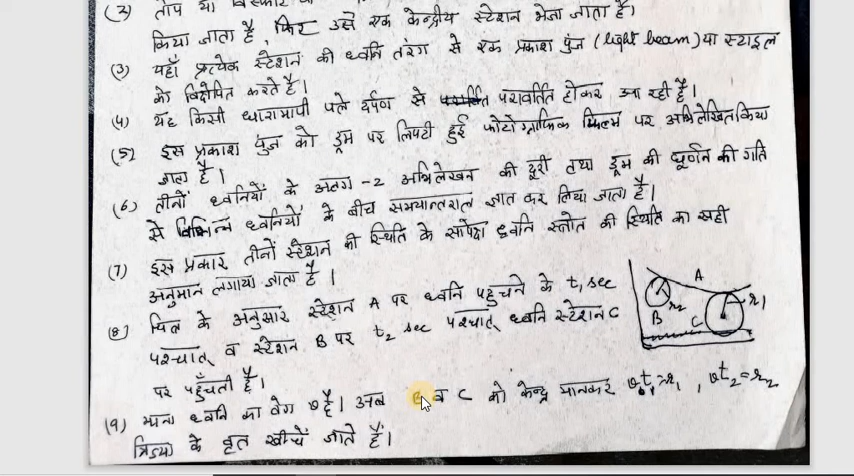 (2) तोप या विस्फोट
किया जाता है, फिर उसे एक केन्द्रीय स्टेशन भेजा जाता है।
(3) यहाँ प्रत्येक स्टेशन की ध्वनि तरंग से एक प्रकाश पुंज (light beam) या स्टाइल
को विक्षेपित करते है।
(4) यह किसी धारामापी पले दर्पण से परावर्तित होकर आ रही है।
(5) इस प्रकाश पुंज को ड्रम पर लिपटी हुई फोटोग्राफिक फिल्म पर अभिलेखित किया
जाता है।
(6) तीनों ध्वनियों के अलग-2 अभिलेखन की दूरी तथा ड्रम की घूर्णन की गति
से विभिन्न ध्वनियों के बीच समयान्तराल ज्ञात कर लिया जाता है।
(7) इस प्रकार तीनों स्टेशन की स्थिति के सापेक्ष ध्वनि स्त्रोत की स्थिति का सही
अनुमान लगाया जाता है।
(8) चित्र के अनुसार स्टेशन A पर ध्वनि पहुचने के t₁ sec
पश्चात् व स्टेशन B पर t₂ sec पश्चात् ध्वनि स्टेशन C
पर पहुँचती है।
A
r₂
B
r₁
C
(9) माना ध्वनि का वेग v है। अब B व C को केन्द्र मानकर vt₁=r₁, vt₂=r₂
त्रिज्या के वृत खीचें जाते है।